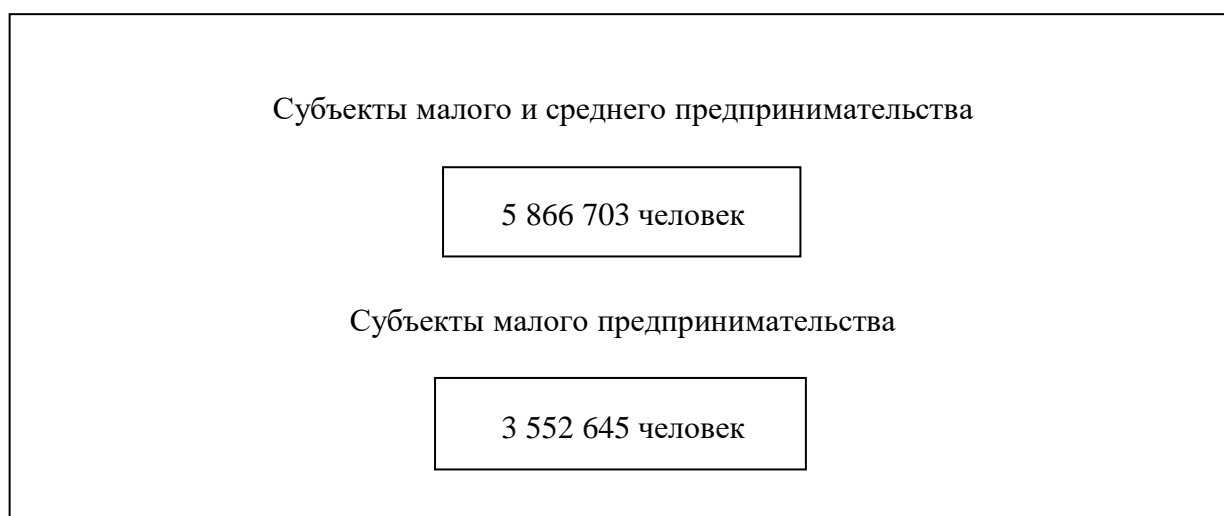 Субъекты малого и среднего предпринимательства
5 866 703 человек
Субъекты малого предпринимательства
3 552 645 человек